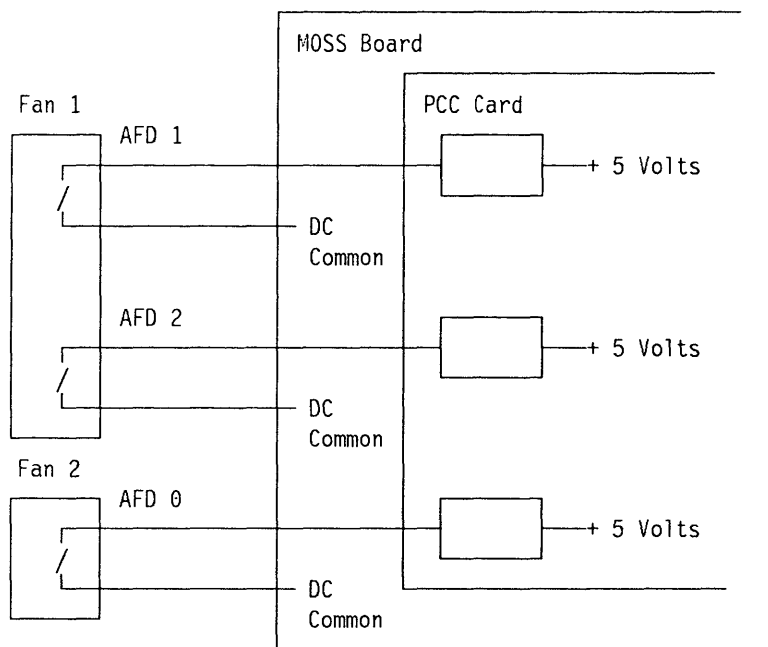 MOSS Board
Fan 1
PCC Card
AFD 1
+ 5 Volts
DC
Common
AFD 2
+ 5 Volts
DC
Common
Fan 2
AFD 0
+ 5 Volts
DC
Common